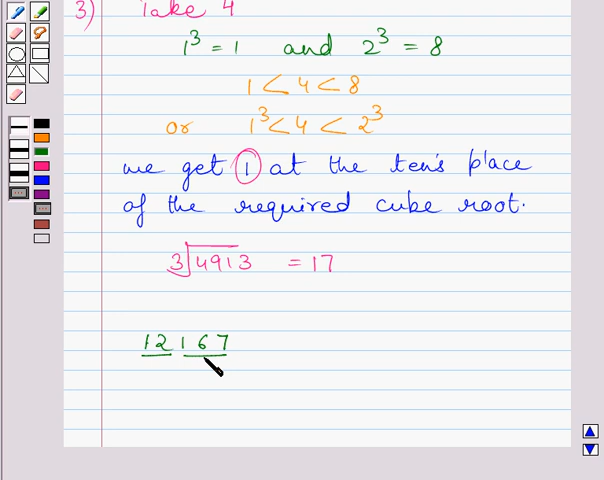 3) Take 4
1³ = 1 and 2³ = 8
1 < 4 < 8
or 1³ < 4 < 2³
we get 1 at the ten's place
of the required cube root.
3√4913 = 17
12 167